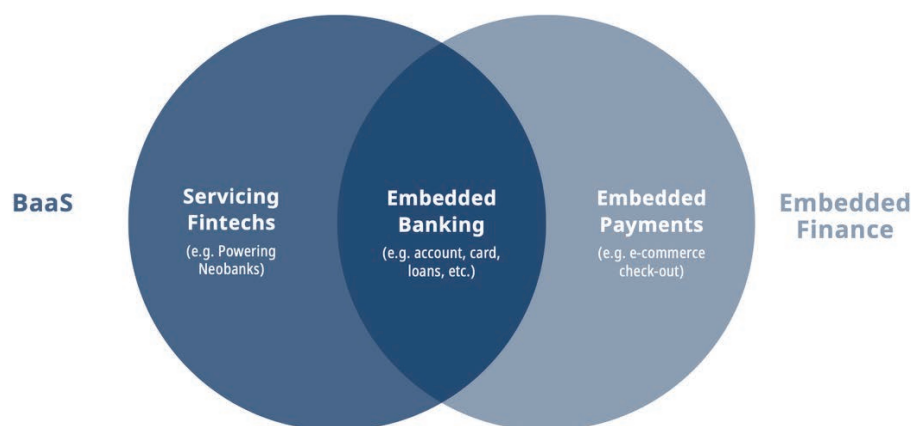 BaaS
Servicing
Fintechs
(e.g. Powering
Neobanks)
Embedded
Banking
(e.g. account, card,
loans, etc.)
Embedded
Payments
(e.g. e-commerce
check-out)
Embedded
Finance